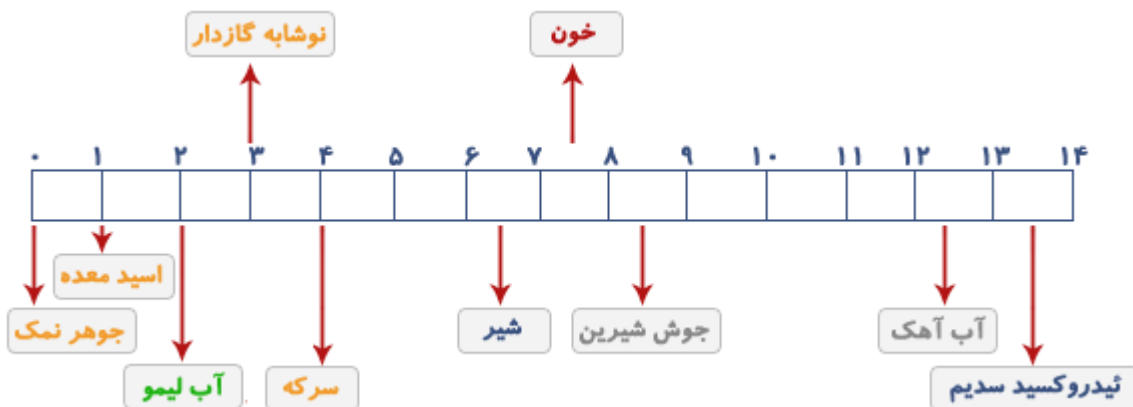 نوشابه گازدار
خون
۰ ۱ ۲ ۳ ۴ ۵ ۶ ۷ ۸ ۹ ۱۰ ۱۱ ۱۲ ۱۳ ۱۴
اسید معده
جوهر نمک
شیر
جوش شیرین
آب آهک
آب لیمو
سرکه
ئیدروکسید سدیم